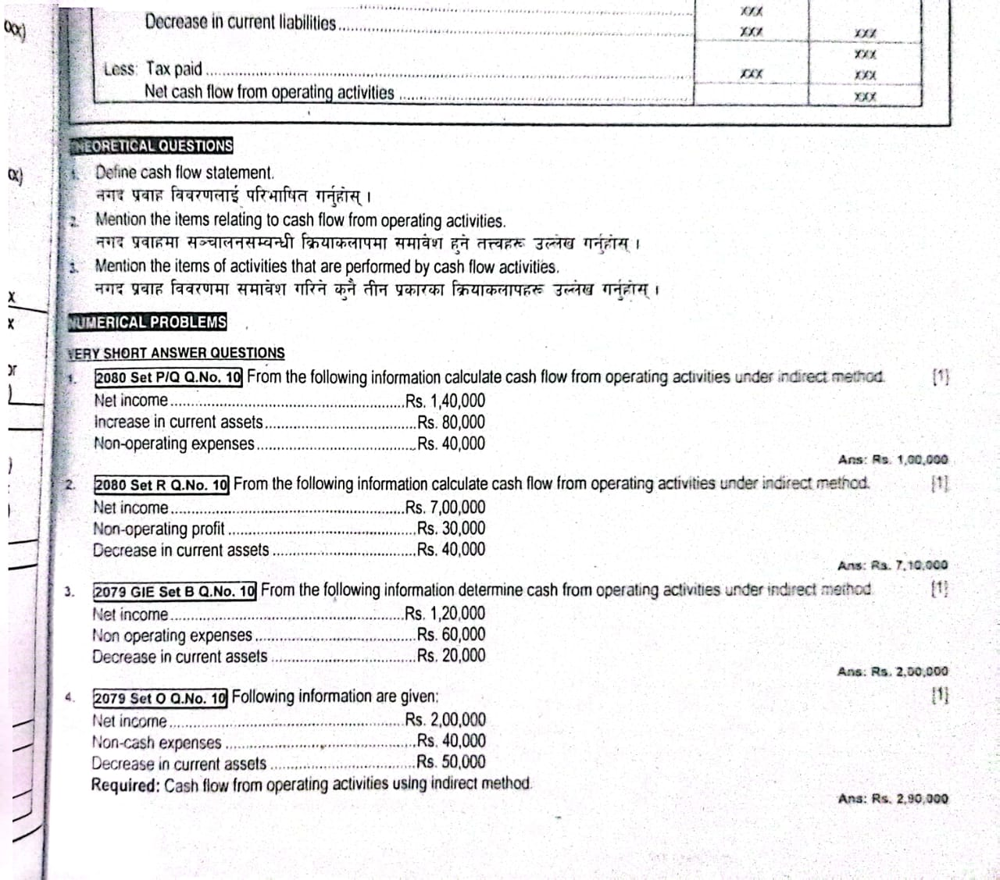 xxx
Decrease in current liabilities xxx xxx
xxx
Less: Tax paid xxx xxx
Net cash flow from operating activities xxx
THEORETICAL QUESTIONS
1. Define cash flow statement.
नगद प्रवाह विवरणलाई परिभाषित गर्नुहोस् ।
2. Mention the items relating to cash flow from operating activities.
नगद प्रवाहमा सञ्चालनसम्वन्धी क्रियाकलापमा समावेश हुने तत्त्वहरू उल्लेख गर्नुहोस् ।
3. Mention the items of activities that are performed by cash flow activities.
नगद प्रवाह विवरणमा समावेश गरिने कुनै तीन प्रकारका क्रियाकलापहरू उल्लेख गर्नुहोस् ।
NUMERICAL PROBLEMS
VERY SHORT ANSWER QUESTIONS
1. 2080 Set P/Q Q.No. 10 From the following information calculate cash flow from operating activities under indirect method. [1]
Net income Rs. 1,40,000
Increase in current assets Rs. 80,000
Non-operating expenses Rs. 40,000
Ans: Rs. 1,00,000
2. 2080 Set R Q.No. 10 From the following information calculate cash flow from operating activities under indirect method. [1]
Net income Rs. 7,00,000
Non-operating profit Rs. 30,000
Decrease in current assets Rs. 40,000
Ans: Rs. 7,10,000
3. 2079 GIE Set B Q.No. 10 From the following information determine cash from operating activities under indirect method. [1]
Net income Rs. 1,20,000
Non operating expenses Rs. 60,000
Decrease in current assets Rs. 20,000
Ans: Rs. 2,00,000
4. 2079 Set O Q.No. 10 Following information are given: [1]
Net income Rs. 2,00,000
Non-cash expenses Rs. 40,000
Decrease in current assets Rs. 50,000
Required: Cash flow from operating activities using indirect method.
Ans: Rs. 2,90,000